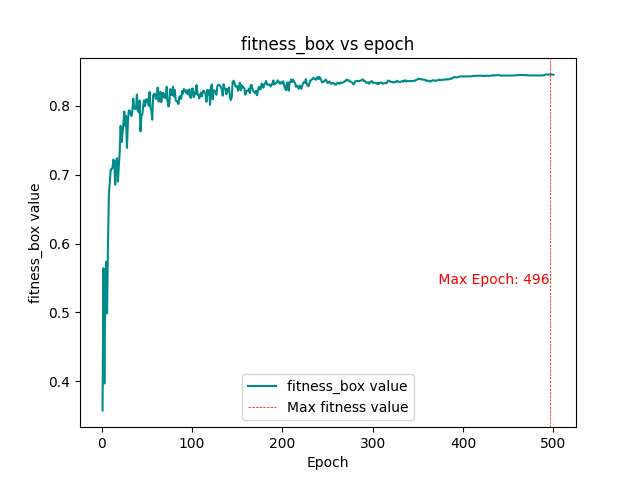 fitness_box vs epoch
fitness_box value
0.8
0.7
0.6
0.5
0.4
Max Epoch: 496
fitness_box value
Max fitness value
0
100
200
300
400
500
Epoch